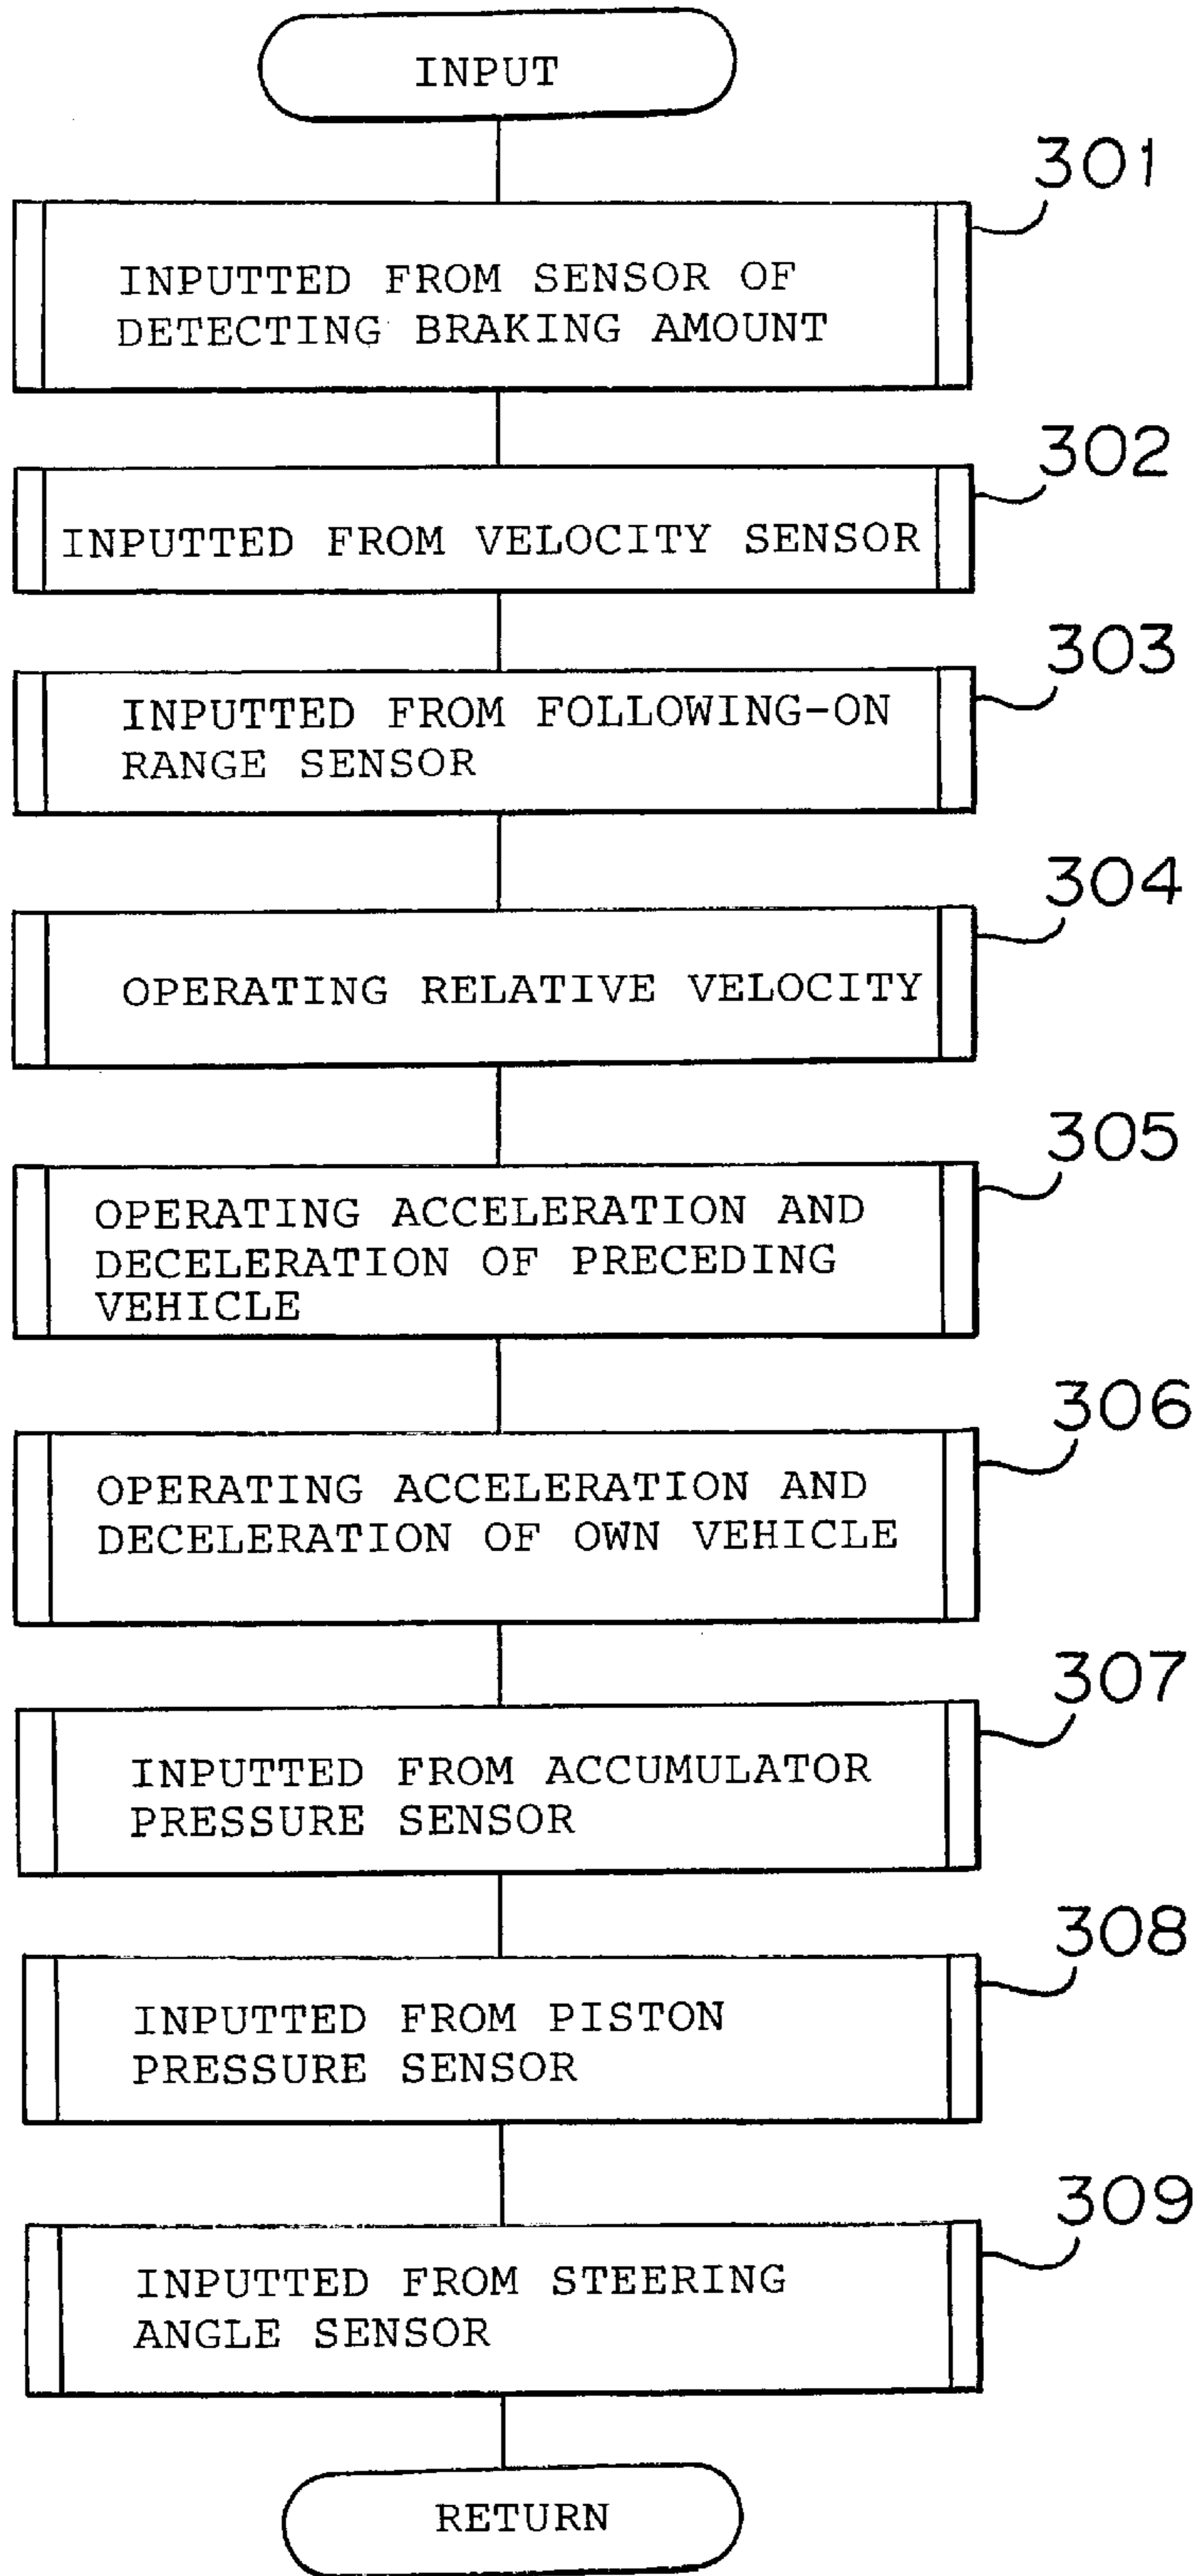 INPUT
301
INPUTTED FROM SENSOR OF
DETECTING BRAKING AMOUNT
302
INPUTTED FROM VELOCITY SENSOR
303
INPUTTED FROM FOLLOWING-ON
RANGE SENSOR
304
OPERATING RELATIVE VELOCITY
305
OPERATING ACCELERATION AND
DECELERATION OF PRECEDING
VEHICLE
306
OPERATING ACCELERATION AND
DECELERATION OF OWN VEHICLE
307
INPUTTED FROM ACCUMULATOR
PRESSURE SENSOR
308
INPUTTED FROM PISTON
PRESSURE SENSOR
309
INPUTTED FROM STEERING
ANGLE SENSOR
RETURN